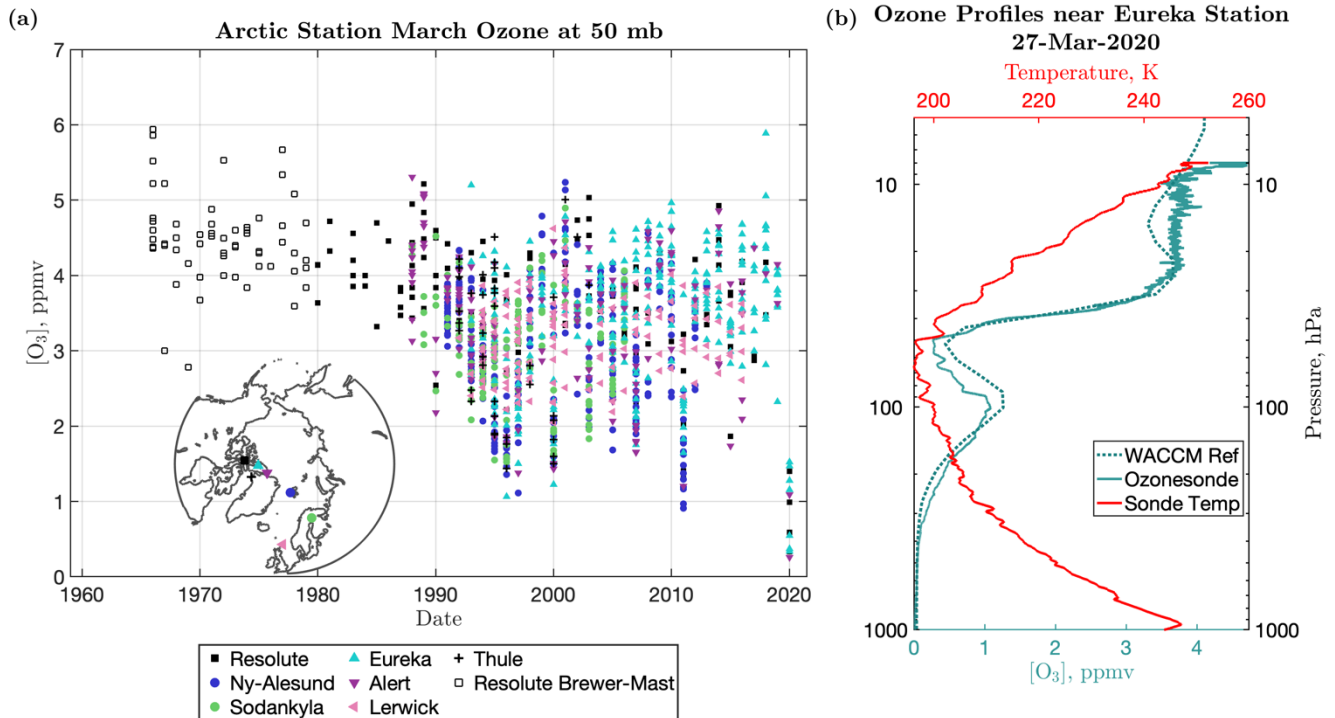 (a)
Arctic Station March Ozone at 50 mb
7
6
5
4
3
2
1
0
[O3], ppmv
1960 1970 1980 1990 2000 2010 2020
Date
Resolute Eureka Thule
Ny-Alesund Alert Resolute Brewer-Mast
Sodankyla Lerwick
(b)
Ozone Profiles near Eureka Station
27-Mar-2020
Temperature, K
200 220 240 260
10 10
100 100
1000 1000
Pressure, hPa
WACCM Ref
Ozonesonde
Sonde Temp
0 1 2 3 4
[O3], ppmv